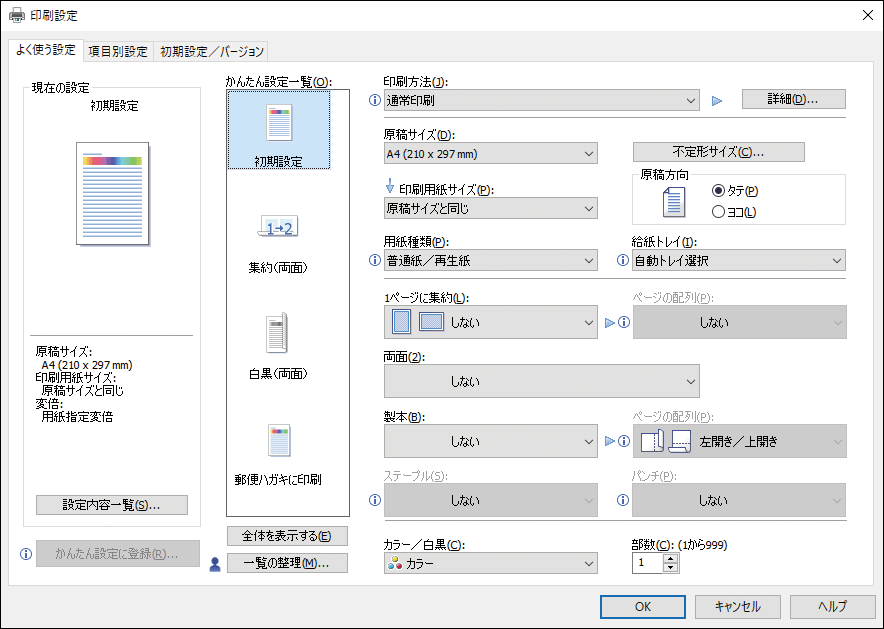 印刷設定
よく使う設定 項目別設定 初期設定／バージョン
現在の設定
初期設定
原稿サイズ:
A4 (210 x 297 mm)
印刷用紙サイズ:
原稿サイズと同じ
変倍:
用紙指定変倍
設定内容一覧(S)...
かんたん設定に登録(R)...
かんたん設定一覧(O):
初期設定
1→2
集約(両面)
白黒(両面)
郵便ハガキに印刷
全体を表示する(E)
一覧の整理(M)...
印刷方法(J):
通常印刷
詳細(D)...
原稿サイズ(D):
A4 (210 x 297 mm)
不定形サイズ(C)...
印刷用紙サイズ(P):
原稿サイズと同じ
原稿方向
タテ(P)
ヨコ(L)
用紙種類(P):
普通紙／再生紙
給紙トレイ(I):
自動トレイ選択
1ページに集約(L):
しない
ページの配列(P):
しない
両面(2):
しない
製本(B):
しない
ページの配列(P):
左開き／上開き
ステープル(S):
しない
パンチ(P):
しない
カラー／白黒(C):
カラー
部数(C): (1から999)
1
OK キャンセル ヘルプ